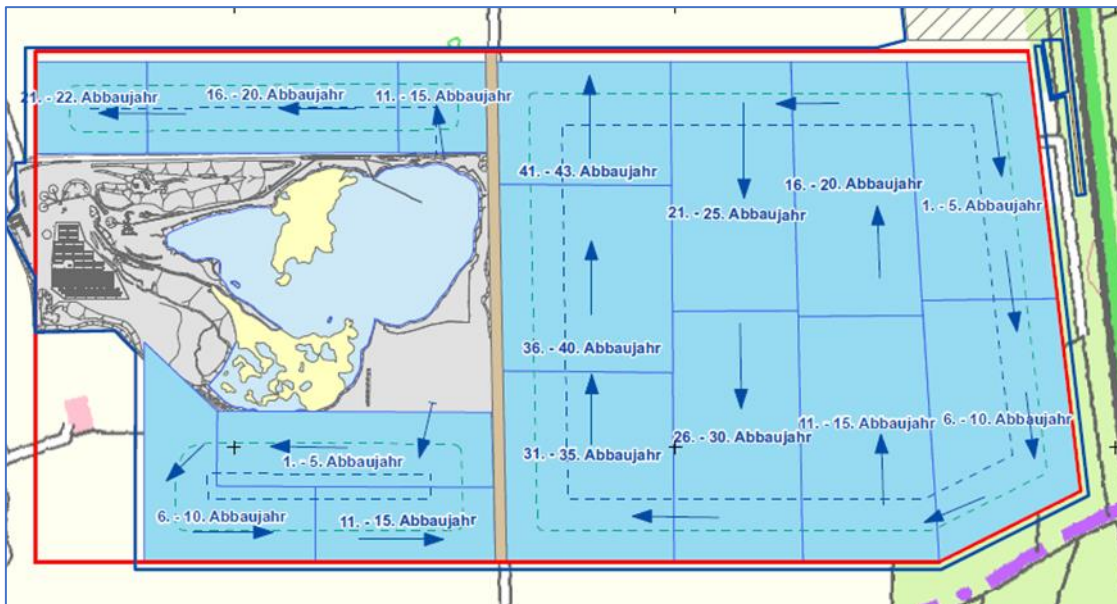 21. - 22. Abbaujahr
16. - 20. Abbaujahr
11. - 15. Abbaujahr
41. - 43. Abbaujahr
21. - 25. Abbaujahr
16. - 20. Abbaujahr
1. - 5. Abbaujahr
36. - 40. Abbaujahr
31. - 35. Abbaujahr
26. - 30. Abbaujahr
11. - 15. Abbaujahr
6. - 10. Abbaujahr
1. - 5. Abbaujahr
6. - 10. Abbaujahr
11. - 15. Abbaujahr